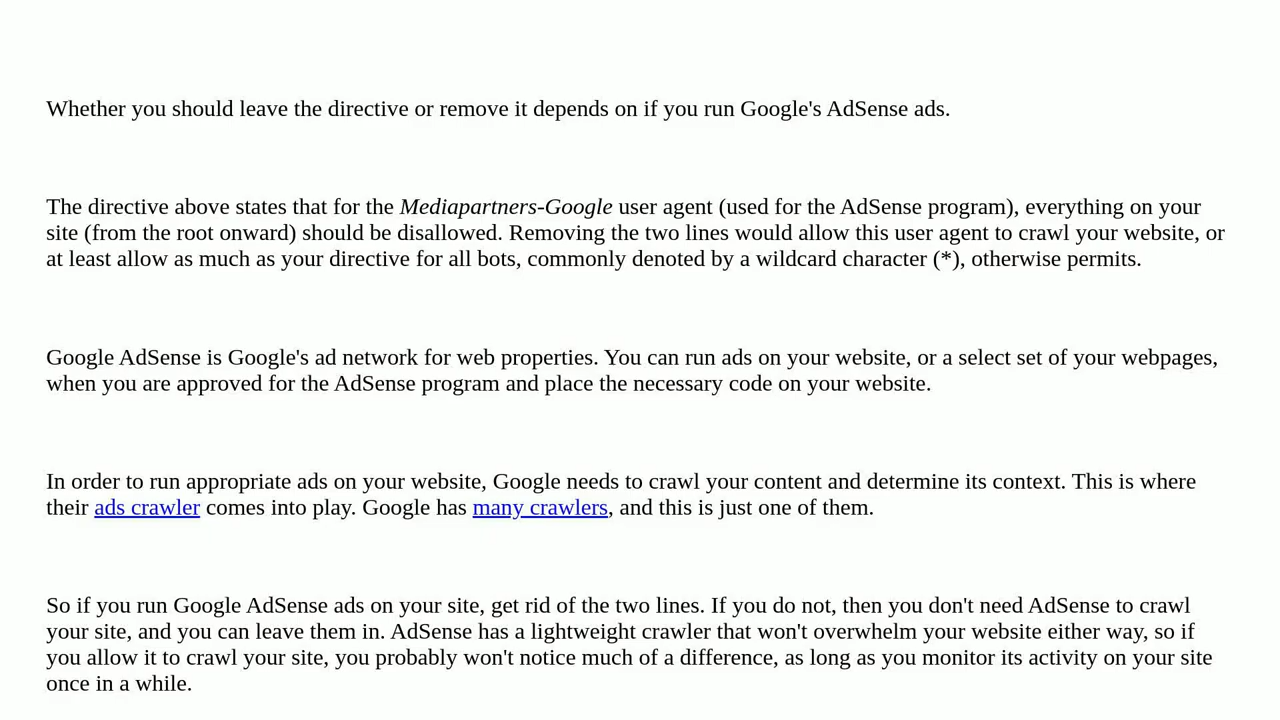 Whether you should leave the directive or remove it depends on if you run Google's AdSense ads.
The directive above states that for the Mediapartners-Google user agent (used for the AdSense program), everything on your
site (from the root onward) should be disallowed. Removing the two lines would allow this user agent to crawl your website, or
at least allow as much as your directive for all bots, commonly denoted by a wildcard character (*), otherwise permits.
Google AdSense is Google's ad network for web properties. You can run ads on your website, or a select set of your webpages,
when you are approved for the AdSense program and place the necessary code on your website.
In order to run appropriate ads on your website, Google needs to crawl your content and determine its context. This is where
their ads crawler comes into play. Google has many crawlers, and this is just one of them.
So if you run Google AdSense ads on your site, get rid of the two lines. If you do not, then you don't need AdSense to crawl
your site, and you can leave them in. AdSense has a lightweight crawler that won't overwhelm your website either way, so if
you allow it to crawl your site, you probably won't notice much of a difference, as long as you monitor its activity on your site
once in a while.